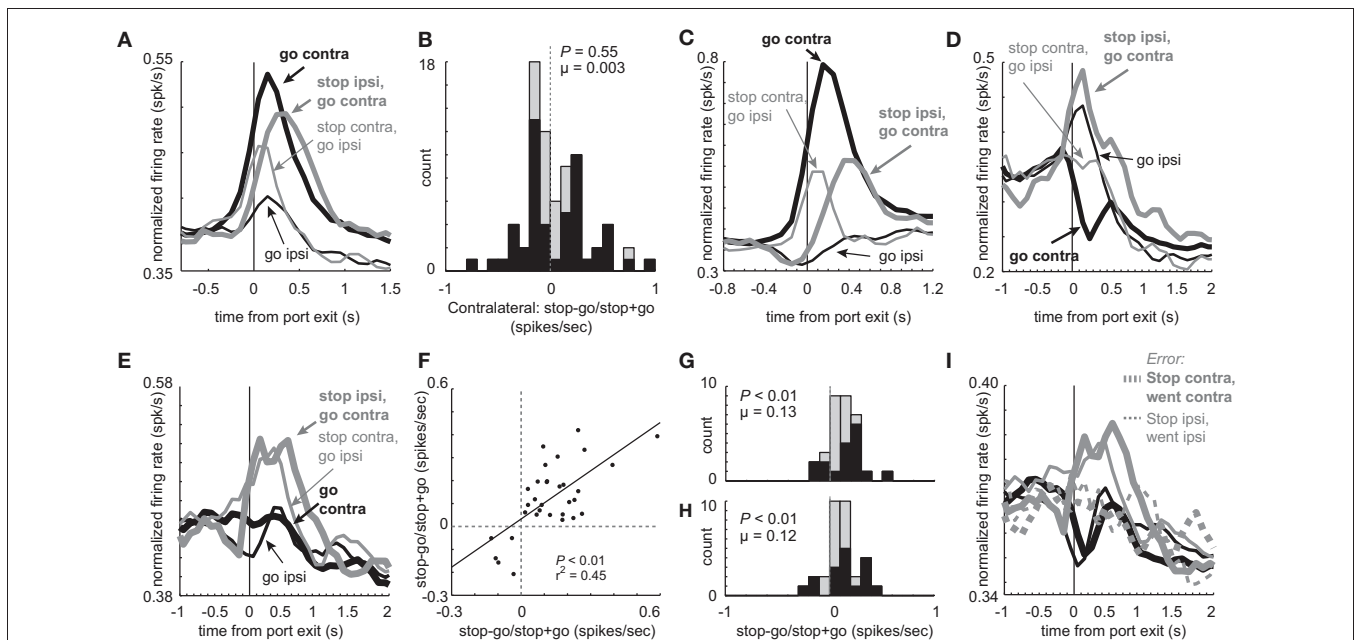 A
0.55
normalized firing rate (spk/s)
0.35
go contra
stop ipsi,
go contra
stop contra,
go ipsi
go ipsi
-0.5
0
0.5
1
1.5
time from port exit (s)
B
18
count
0
P = 0.55
µ = 0.003
-1
0
1
Contralateral: stop-go/stop+go
(spikes/sec)
C
0.8
normalized firing rate (spk/s)
0.3
go contra
stop contra,
go ipsi
stop ipsi,
go contra
go ipsi
-0.8
-0.4
0
0.4
0.8
1.2
time from port exit (s)
D
0.5
normalized firing rate (spk/s)
0.2
stop contra,
go ipsi
stop ipsi,
go contra
go ipsi
go contra
-1
-0.5
0
0.5
1
1.5
2
time from port exit (s)
E
0.58
normalized firing rate (spk/s)
0.38
stop ipsi,
go contra
stop contra,
go ipsi
go
contra
go ipsi
-1
-0.5
0
0.5
1
1.5
2
time from port exit (s)
F
0.6
stop-go/stop+go (spikes/sec)
0
-0.3
P < 0.01
r2 = 0.45
-0.3
0
0.6
stop-go/stop+go (spikes/sec)
G
10
count
0
P < 0.01
µ = 0.13
H
10
count
0
P < 0.01
µ = 0.12
-1
0
1
stop-go/stop+go (spikes/sec)
I
0.40
normalized firing rate (spk/s)
0.34
Error:
Stop contra,
went contra
Stop ipsi,
went ipsi
-1
-0.5
0
0.5
1
1.5
2
time from port exit (s)